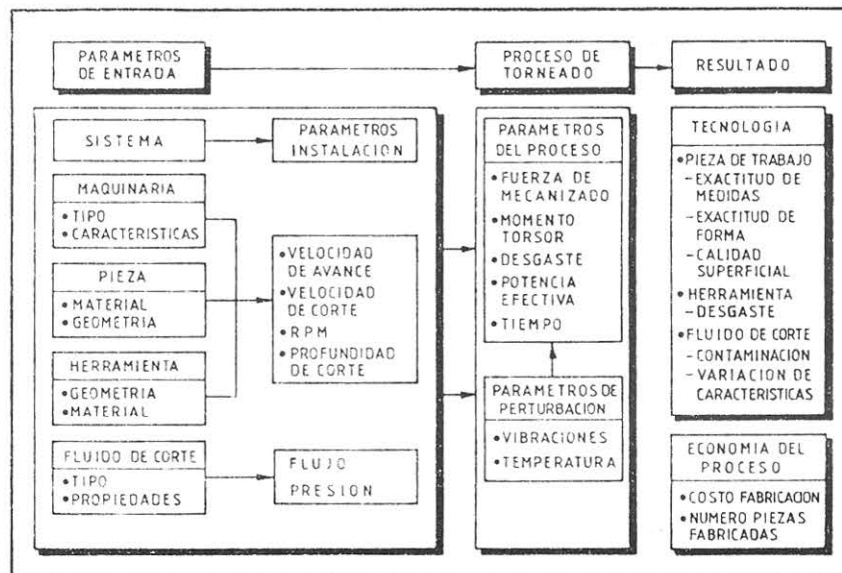 PARAMETROS
DE ENTRADA
PROCESO DE
TORNEADO
RESULTADO
SISTEMA
PARAMETROS
INSTALACION
MAQUINARIA
• TIPO
• CARACTERISTICAS
PIEZA
• MATERIAL
• GEOMETRIA
HERRAMIENTA
• GEOMETRIA
• MATERIAL
FLUIDO DE CORTE
• TIPO
• PROPIEDADES
• VELOCIDAD
DE AVANCE
• VELOCIDAD
DE CORTE
• RPM
• PROFUNDIDAD
DE CORTE
FLUJO
PRESION
PARAMETROS
DEL PROCESO
• FUERZA DE
MECANIZADO
• MOMENTO
TORSOR
• DESGASTE
• POTENCIA
EFECTIVA
• TIEMPO
PARAMETROS DE
PERTURBACION
• VIBRACIONES
• TEMPERATURA
TECNOLOGIA
• PIEZA DE TRABAJO
- EXACTITUD DE
MEDIDAS
- EXACTITUD DE
FORMA
- CALIDAD
SUPERFICIAL
• HERRAMIENTA
- DESGASTE
• FLUIDO DE CORTE
- CONTAMINACION
- VARIACION DE
CARACTERISTICAS
ECONOMIA DEL
PROCESO
• COSTO FABRICACION
• NUMERO PIEZAS
FABRICADAS